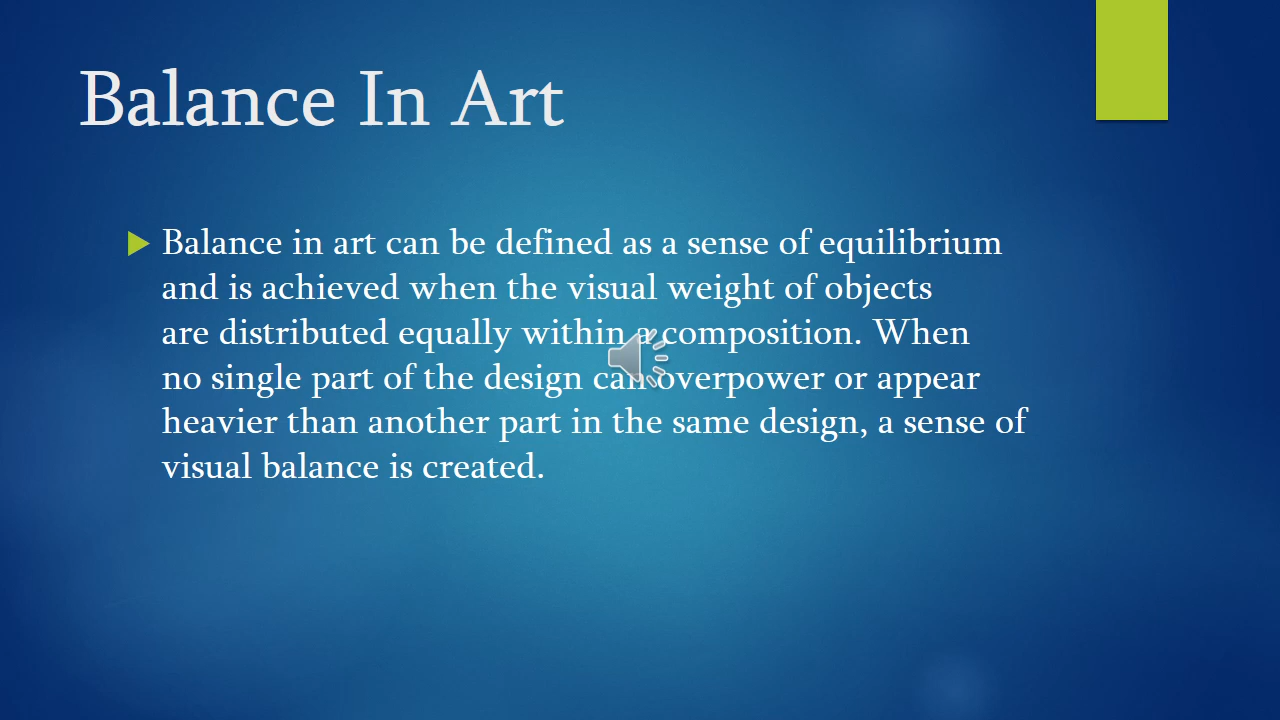 Balance In Art
Balance in art can be defined as a sense of equilibrium
and is achieved when the visual weight of objects
are distributed equally within a composition. When
no single part of the design can overpower or appear
heavier than another part in the same design, a sense of
visual balance is created.